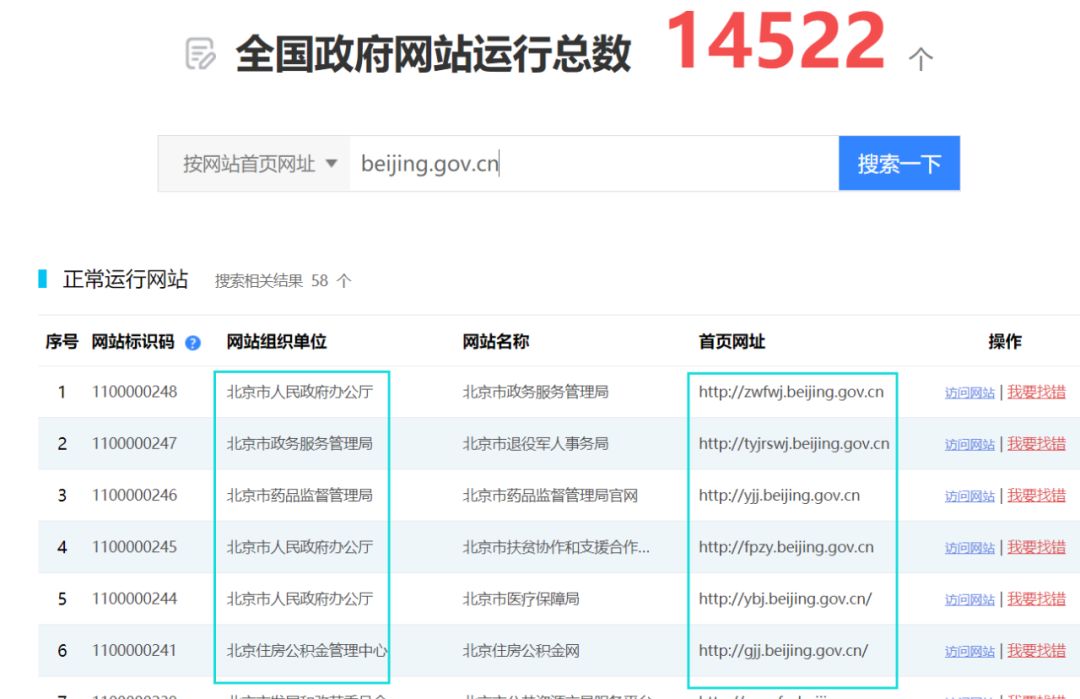 全国政府网站运行总数 14522 个
按网站首页网址 beijing.gov.cn 搜索一下
正常运行网站 搜索相关结果 58 个
序号 网站标识码 ? 网站组织单位 网站名称 首页网址 操作
1 1100000248 北京市人民政府办公厅 北京市政务服务管理局 http://zwfwj.beijing.gov.cn 访问网站 | 我要找错
2 1100000247 北京市政务服务管理局 北京市退役军人事务局 http://tyjrswj.beijing.gov.cn 访问网站 | 我要找错
3 1100000246 北京市药品监督管理局 北京市药品监督管理局官网 http://yjj.beijing.gov.cn 访问网站 | 我要找错
4 1100000245 北京市人民政府办公厅 北京市扶贫协作和支援合作... http://fpzy.beijing.gov.cn 访问网站 | 我要找错
5 1100000244 北京市人民政府办公厅 北京市医疗保障局 http://ybj.beijing.gov.cn/ 访问网站 | 我要找错
6 1100000241 北京住房公积金管理中心 北京住房公积金网 http://gjj.beijing.gov.cn/ 访问网站 | 我要找错